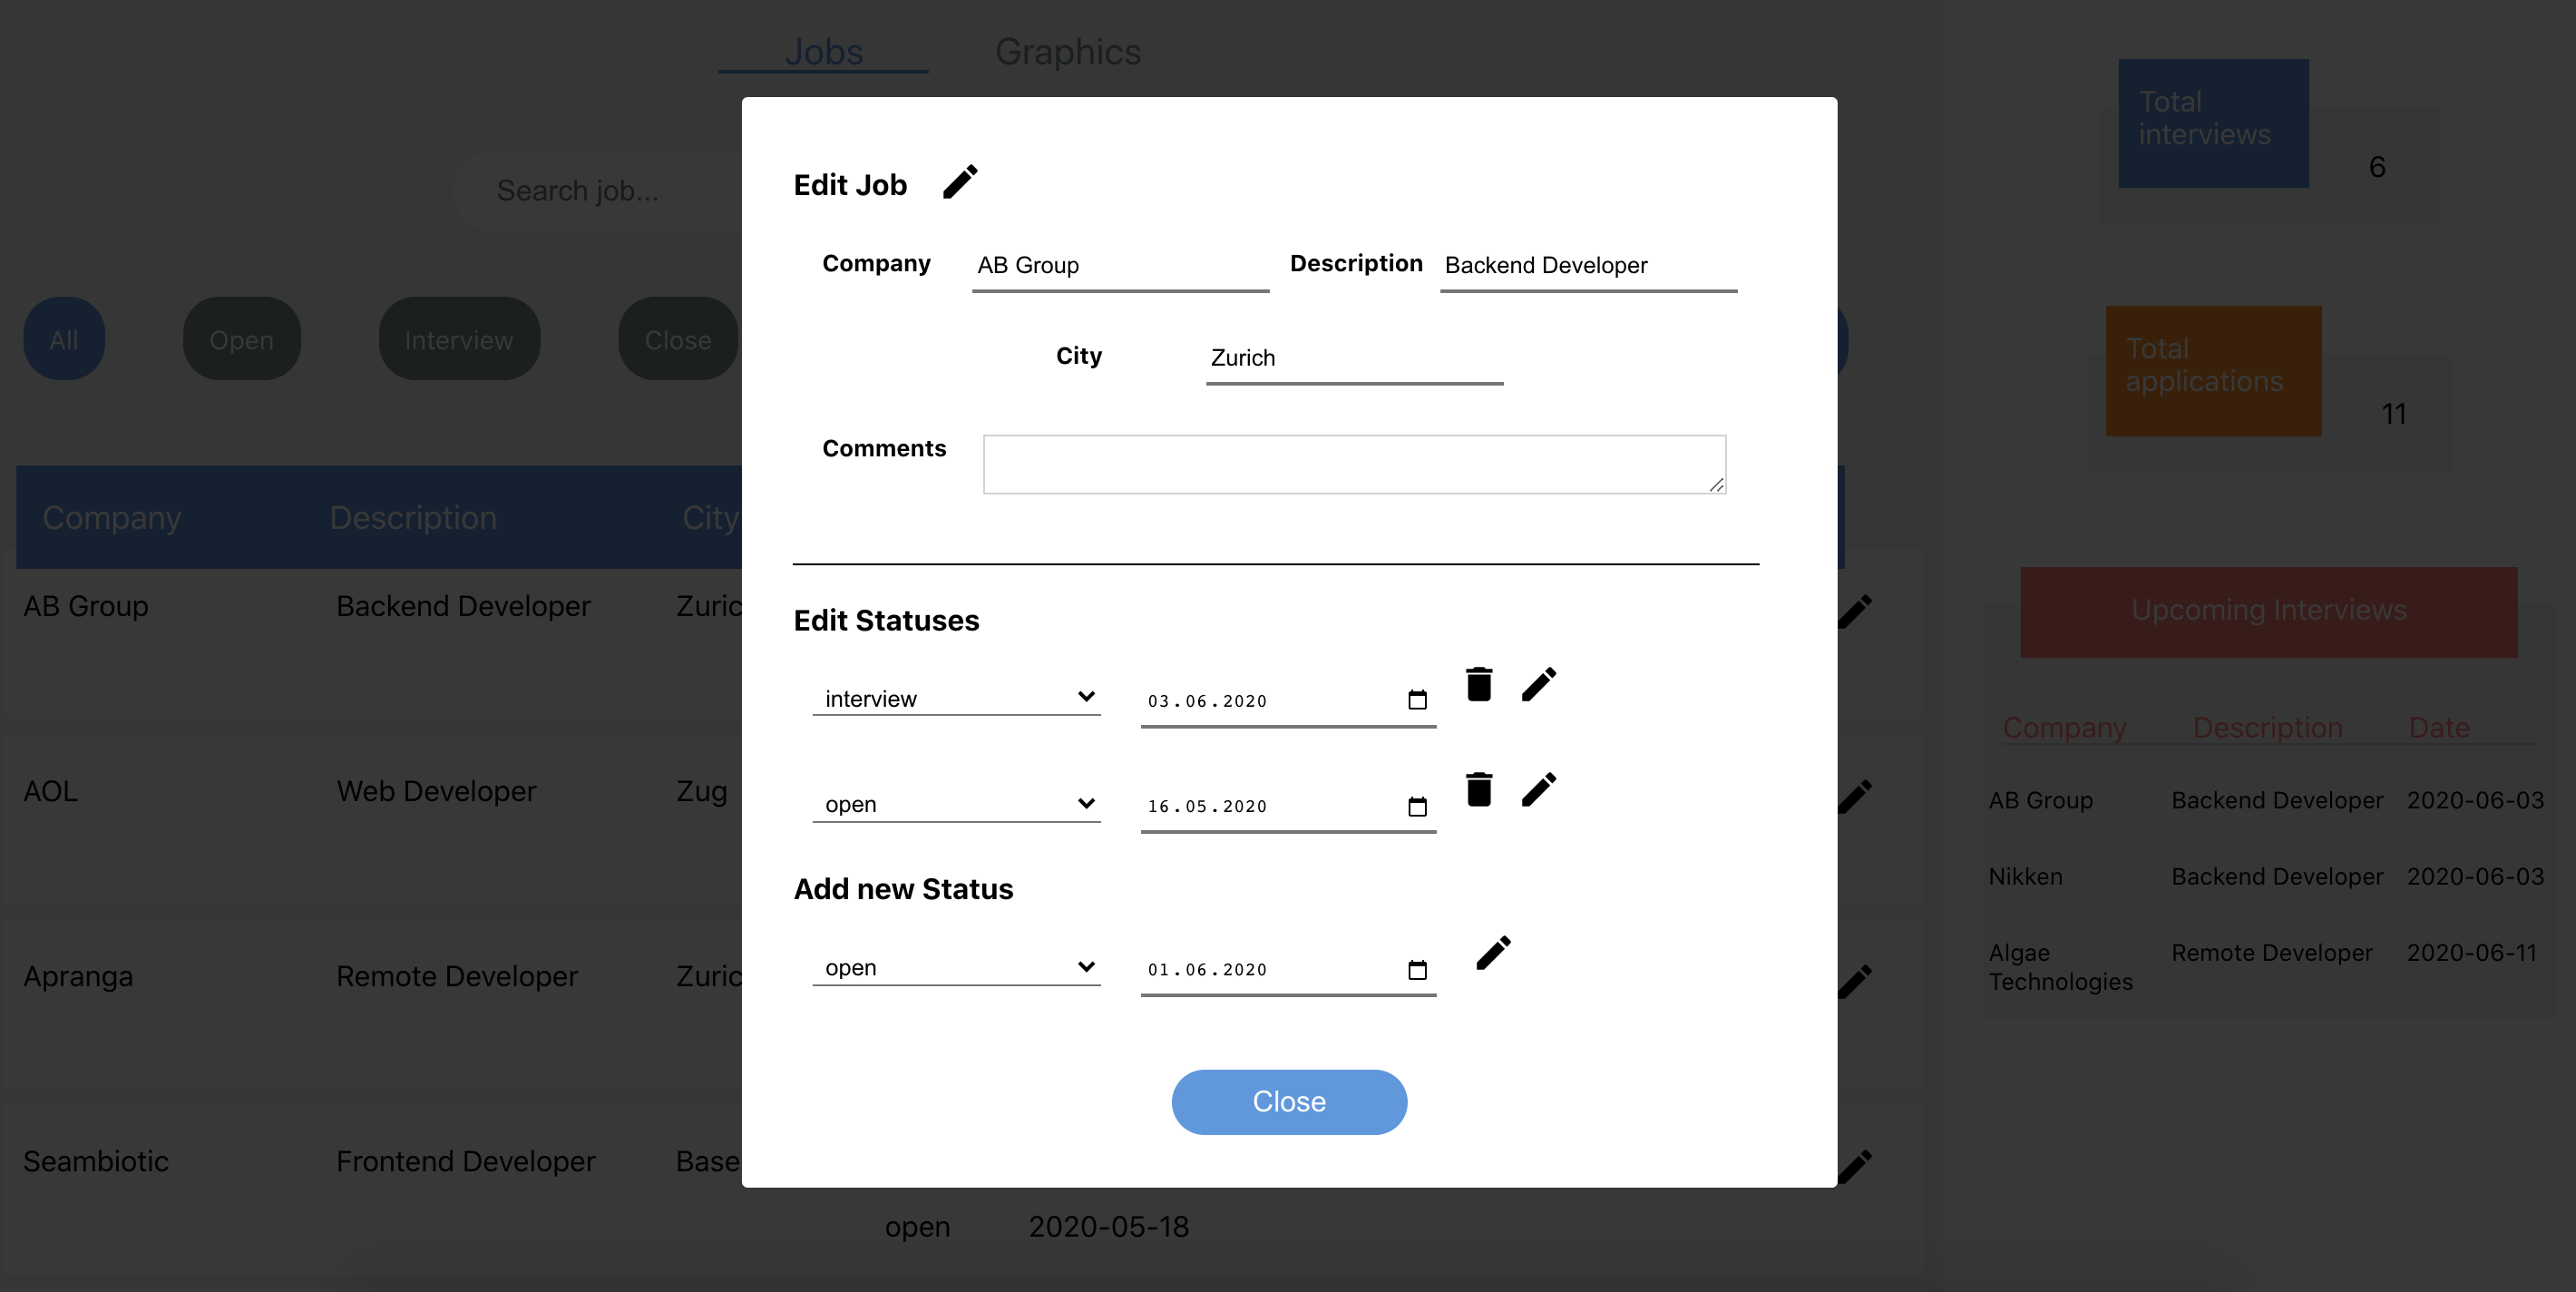 Jobs Graphics
Search job...
All Open Interview Close
Company Description City
AB Group Backend Developer Zuric
AOL Web Developer Zug
Apranga Remote Developer Zuric
Seambiotic Frontend Developer Base
open 2020-05-18
Edit Job
Company AB Group Description Backend Developer
City Zurich
Comments
Edit Statuses
interview 03.06.2020
open 16.05.2020
Add new Status
open 01.06.2020
Close
Total
interviews
6
Total
applications
11
Upcoming Interviews
Company Description Date
AB Group Backend Developer 2020-06-03
Nikken Backend Developer 2020-06-03
Algae Remote Developer 2020-06-11
Technologies